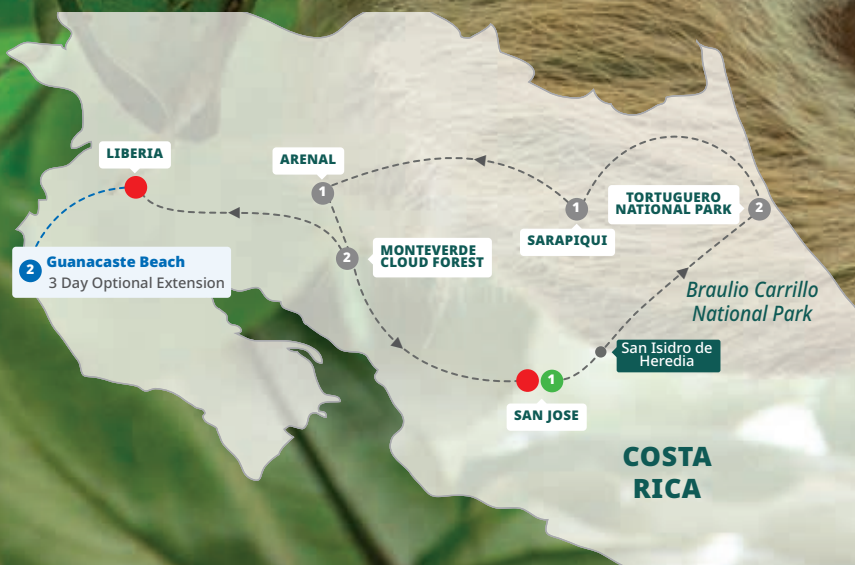 LIBERIA
ARENAL
1
1
SARAPIQUI
TORTUGUERO
NATIONAL PARK
2
2
MONTEVERDE
CLOUD FOREST
2
Guanacaste Beach
3 Day Optional Extension
Braulio Carrillo
National Park
San Isidro de
Heredia
1
SAN JOSE
COSTA
RICA